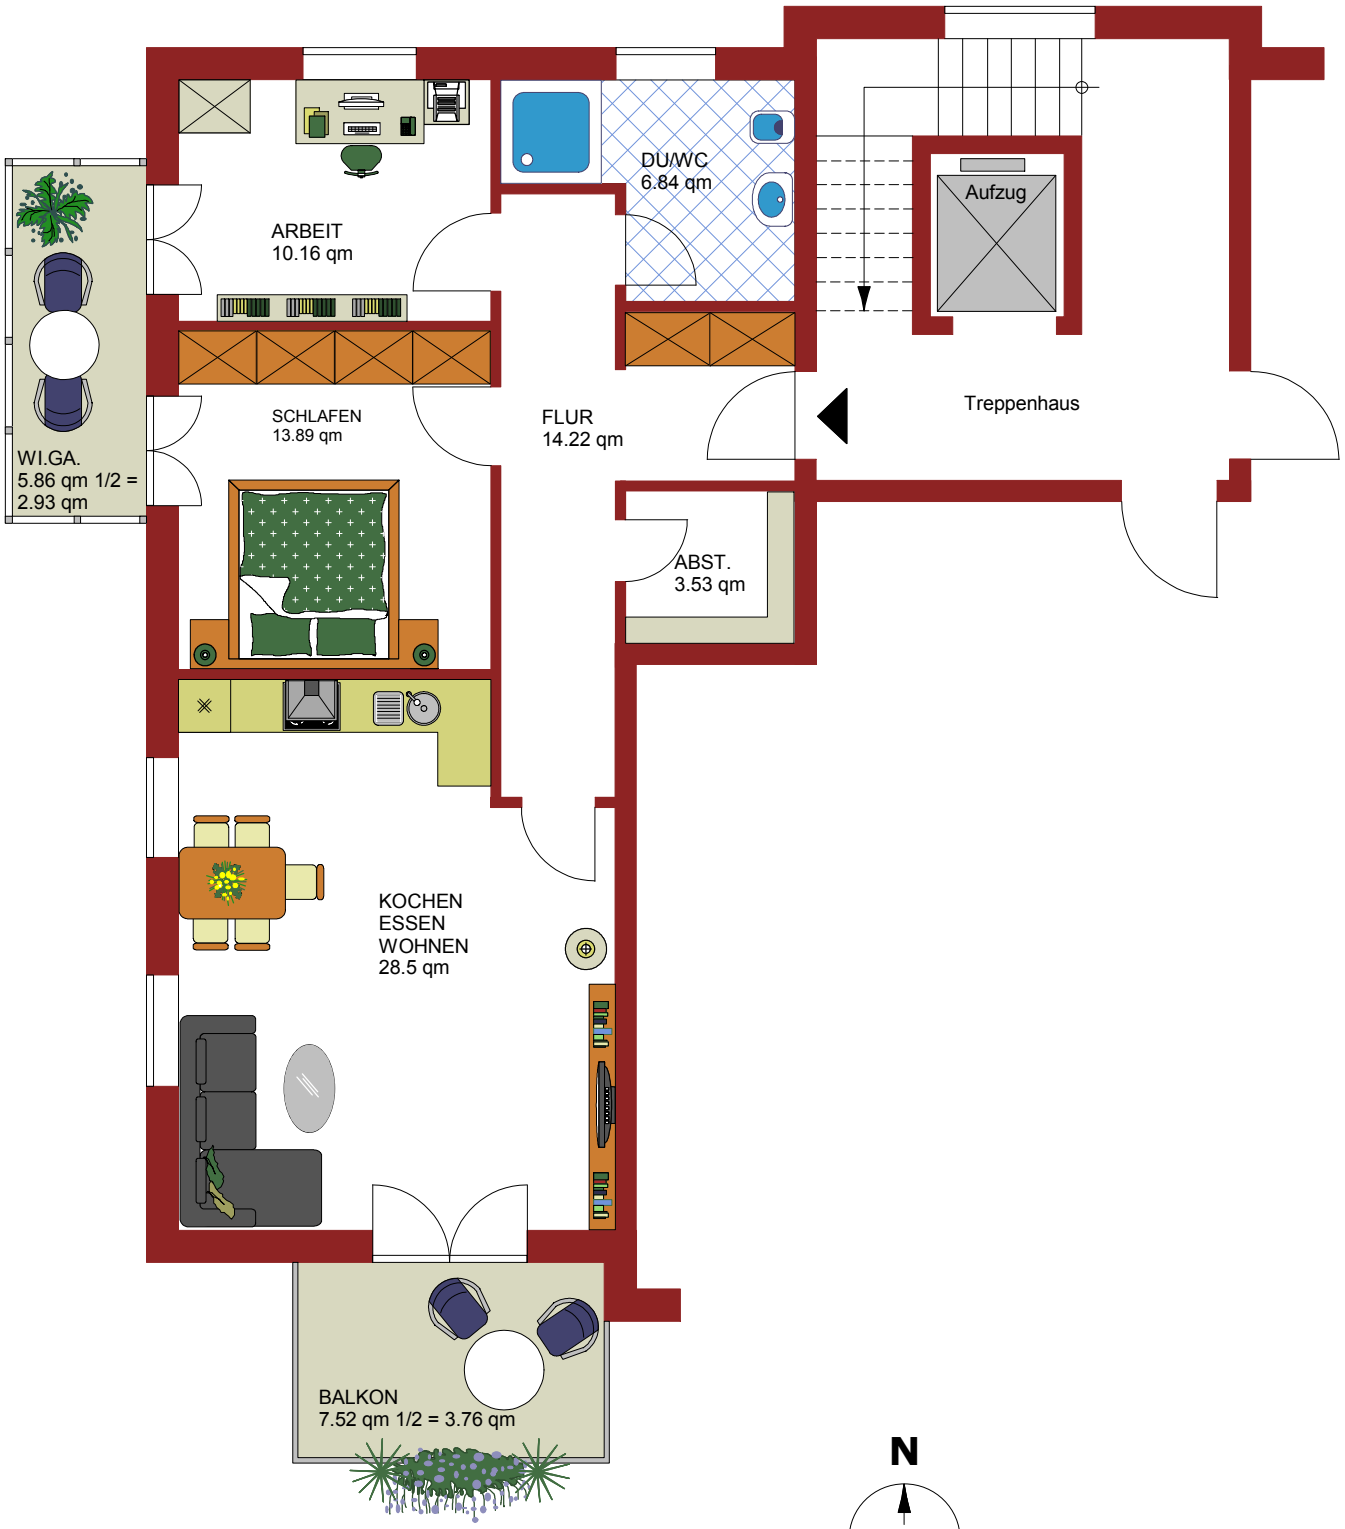 DU/WC
6.84 qm
Aufzug
ARBEIT
10.16 qm
SCHLAFEN
13.89 qm
FLUR
14.22 qm
Treppenhaus
WI.GA.
5.86 qm 1/2 =
2.93 qm
ABST.
3.53 qm
KOCHEN
ESSEN
WOHNEN
28.5 qm
BALKON
7.52 qm 1/2 = 3.76 qm
N